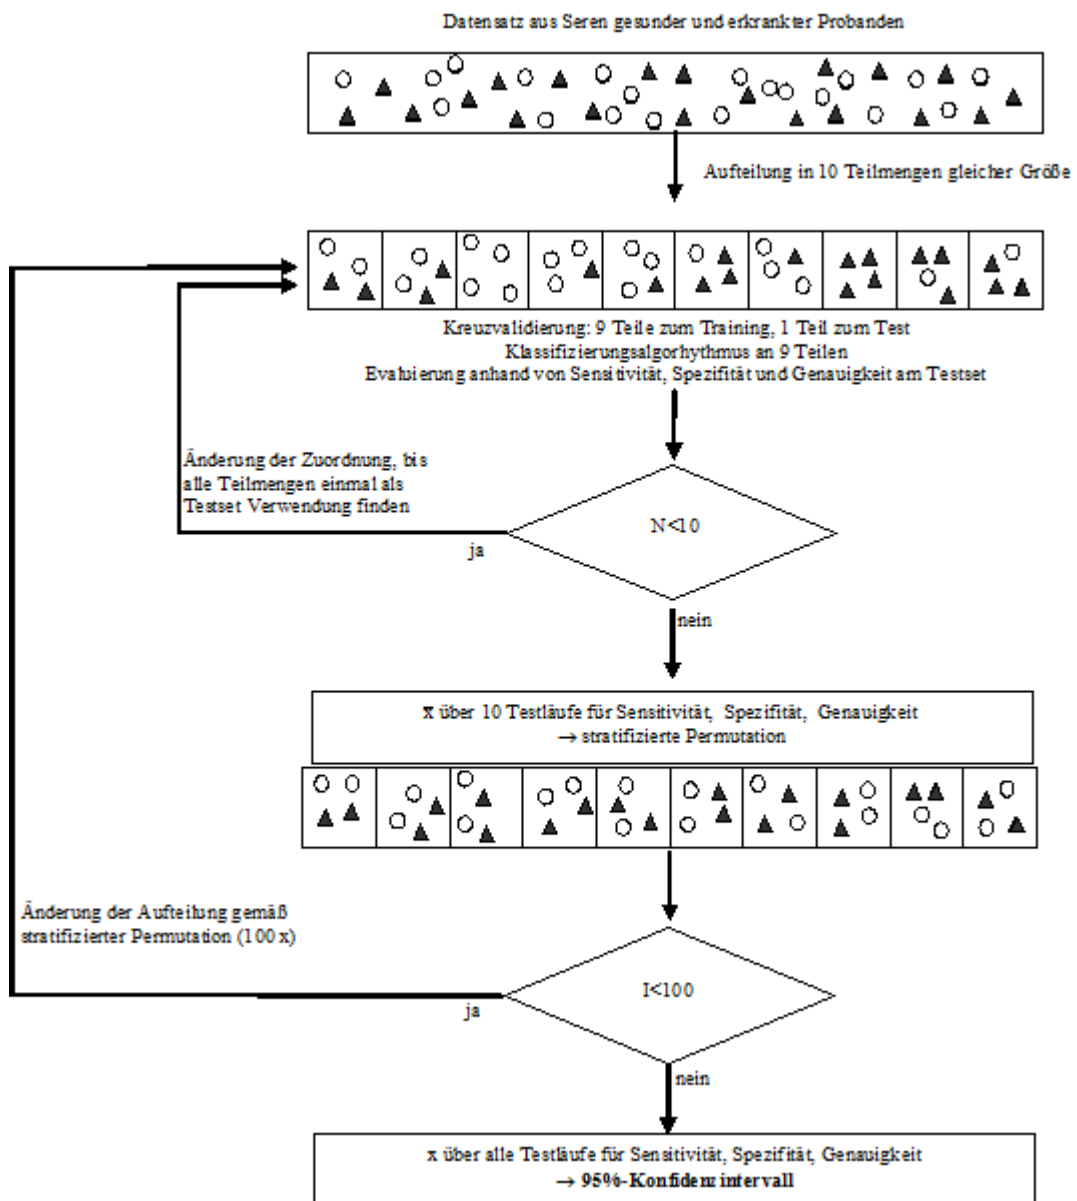 Datensatz aus Seren gesunder und erkrankter Probanden
Aufteilung in 10 Teilmengen gleicher Größe
Kreuzvalidierung: 9 Teile zum Training, 1 Teil zum Test
Klassifizierungsalgorhythmus an 9 Teilen
Evaluierung anhand von Sensitivität, Spezifität und Genauigkeit am Testset
Änderung der Zuordnung, bis
alle Teilmengen einmal als
Testset Verwendung finden
N<10
ja
nein
x̄ über 10 Testläufe für Sensitivität, Spezifität, Genauigkeit
→ stratifizierte Permutation
Änderung der Aufteilung gemäß
stratifizierter Permutation (100 x)
I<100
ja
nein
x über alle Testläufe für Sensitivität, Spezifität, Genauigkeit
→ 95%-Konfidenzintervall